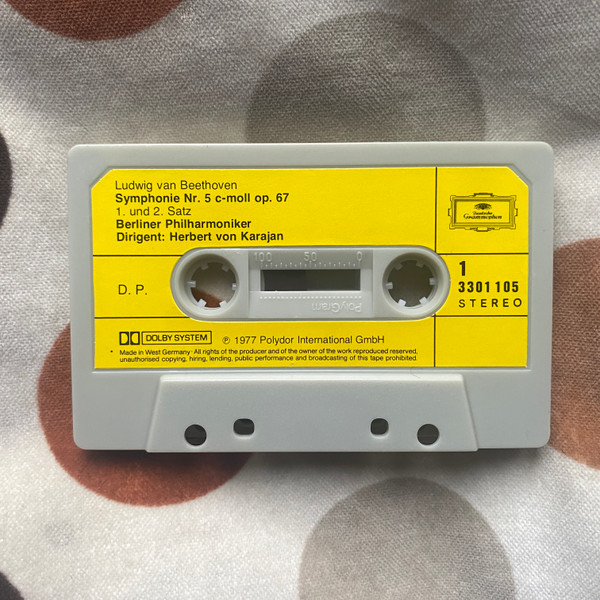 Ludwig van Beethoven
Symphonie Nr. 5 c-moll op. 67
1. und 2. Satz
Berliner Philharmoniker
Dirigent: Herbert von Karajan
Deutsche
Grammophon
100 50 0
PolyGram
D. P.
1
3301 105
STEREO
DOLBY SYSTEM
℗ 1977 Polydor International GmbH
* Made in West Germany · All rights of the producer and of the owner of the work reproduced reserved,
unauthorised copying, hiring, lending, public performance and broadcasting of this tape prohibited.